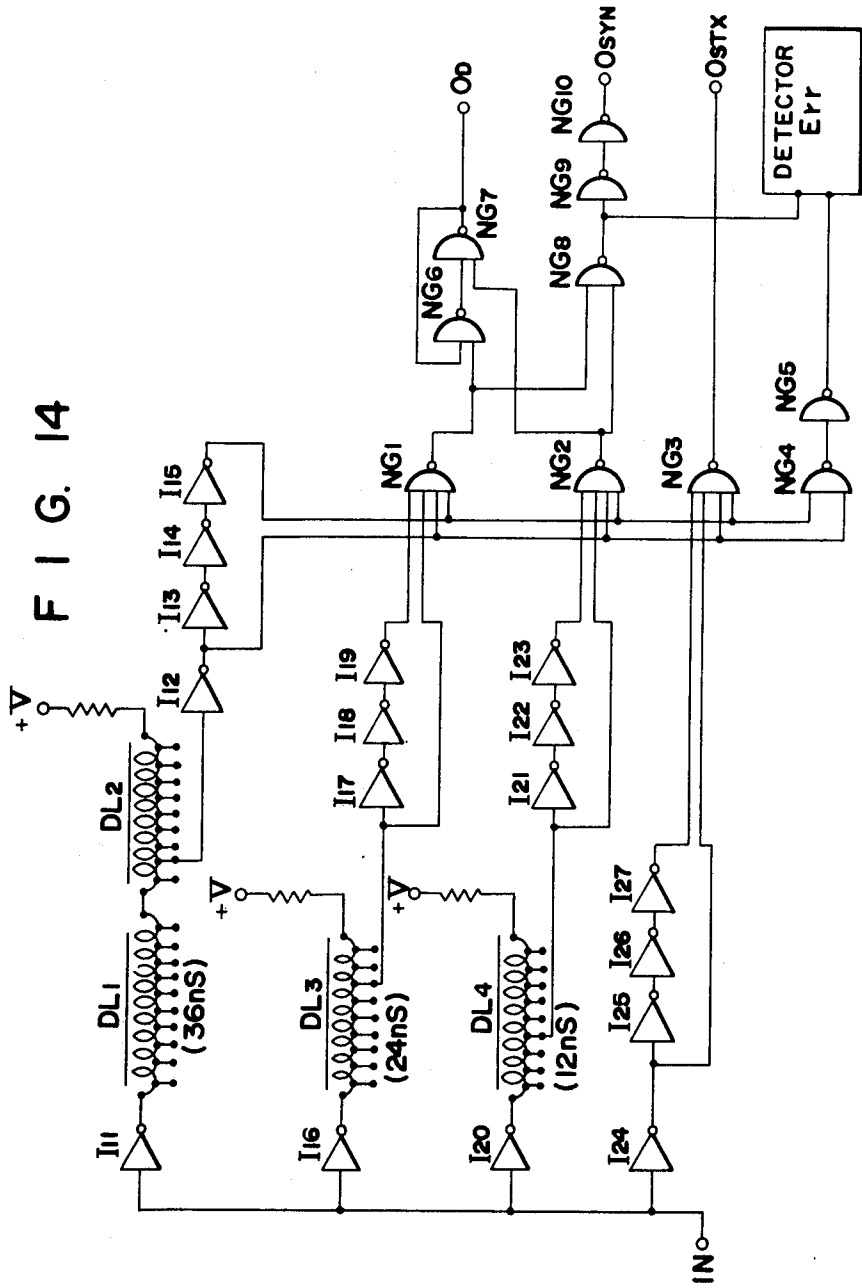 FIG. 14
+V
DL1
(36nS)
DL2
I11
I12
I13
I14
I15
+V
DL3
(24nS)
I16
I17
I18
I19
NG1
+V
DL4
(12nS)
I20
I21
I22
I23
NG2
I24
I25
I26
I27
NG3
NG4
NG5
NG6
NG7
NG8
NG9
NG10
OD
OSYN
OSTX
DETECTOR
Err
IN